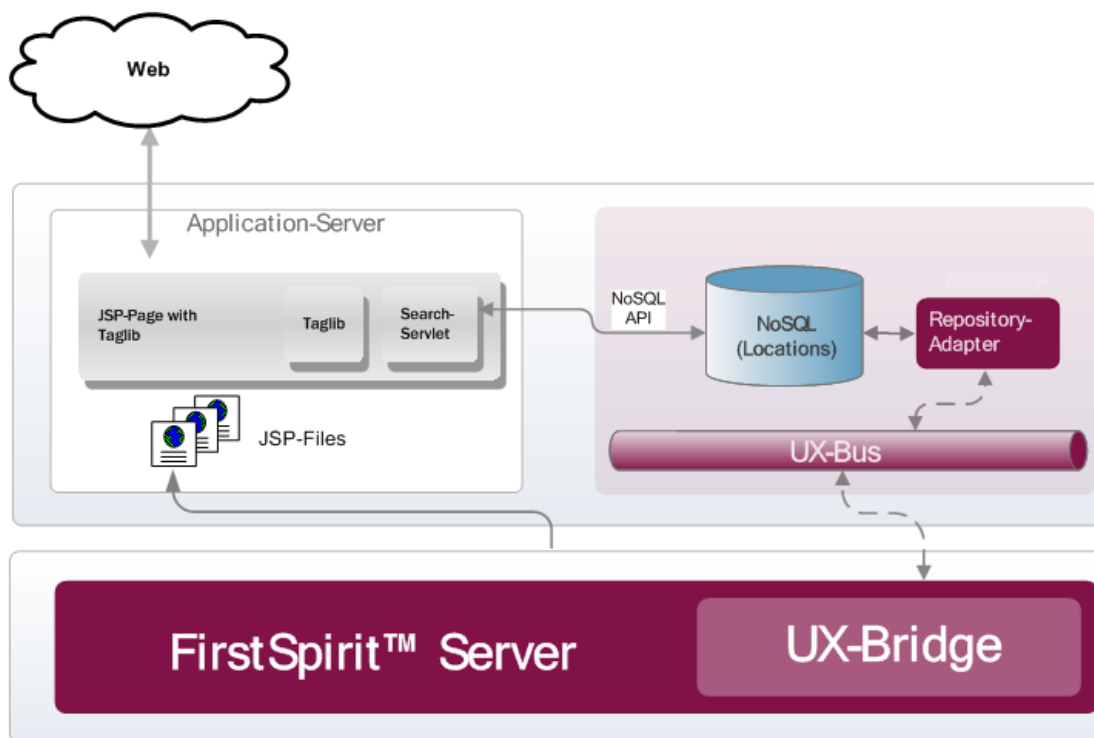 Web
Application-Server
JSP-Page with
Taglib
Taglib
Search-
Servlet
JSP-Files
NoSQL
API
NoSQL
(Locations)
Repository-
Repository-
Adapter
UX-Bus
FirstSpirit™ Server
UX-Bridge